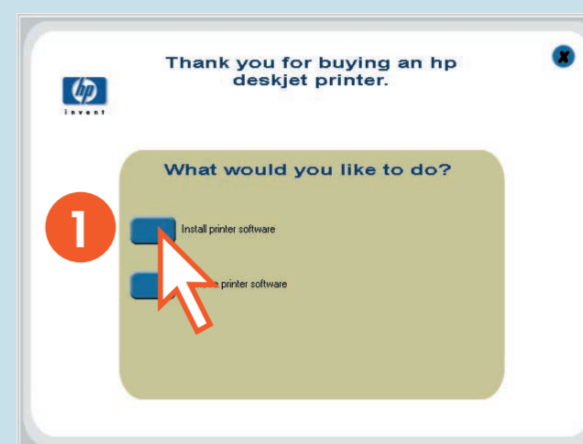 Thank you for buying an hp
deskjet printer.
X
hp
invent
What would you like to do?
1
Install printer software
printer software